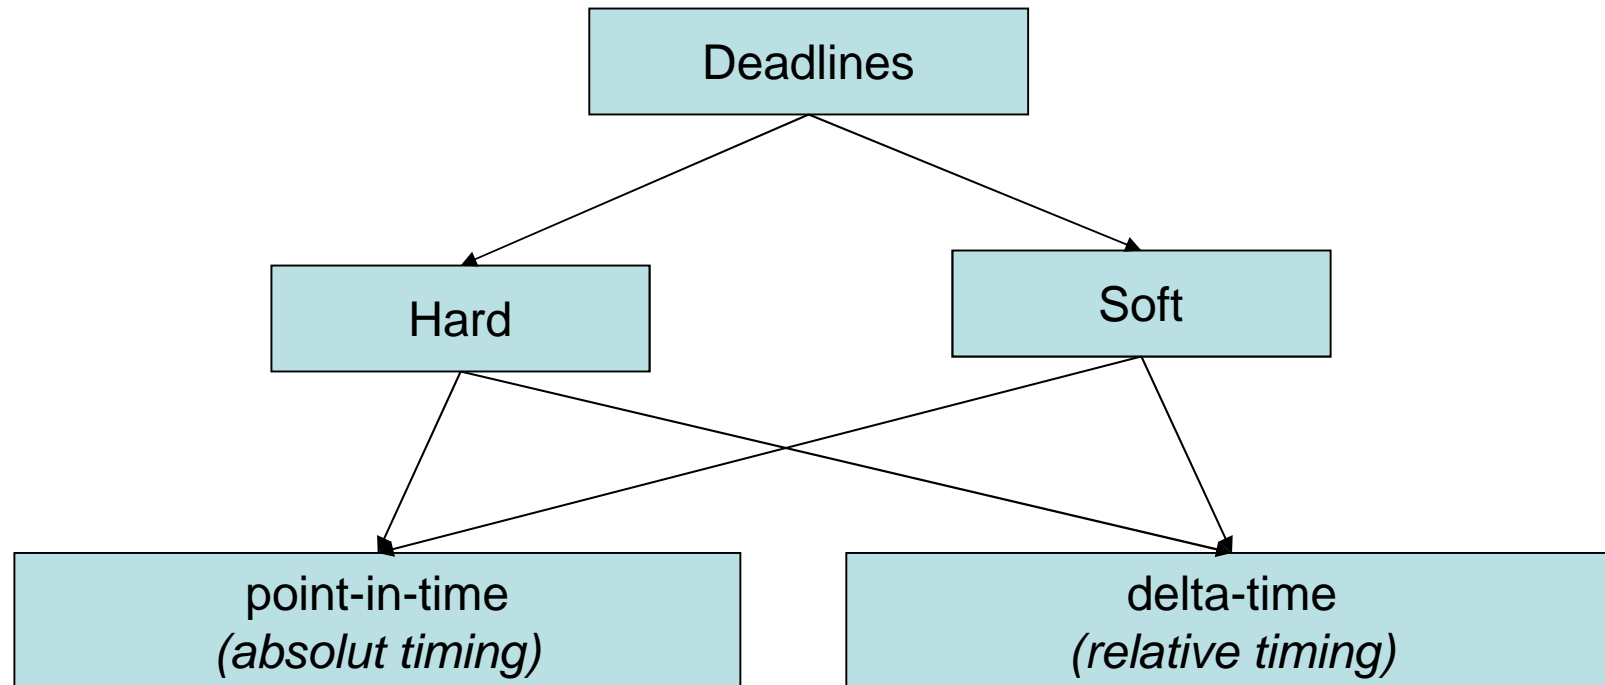 Deadlines
Hard
Soft
point-in-time
(absolut timing)
delta-time
(relative timing)